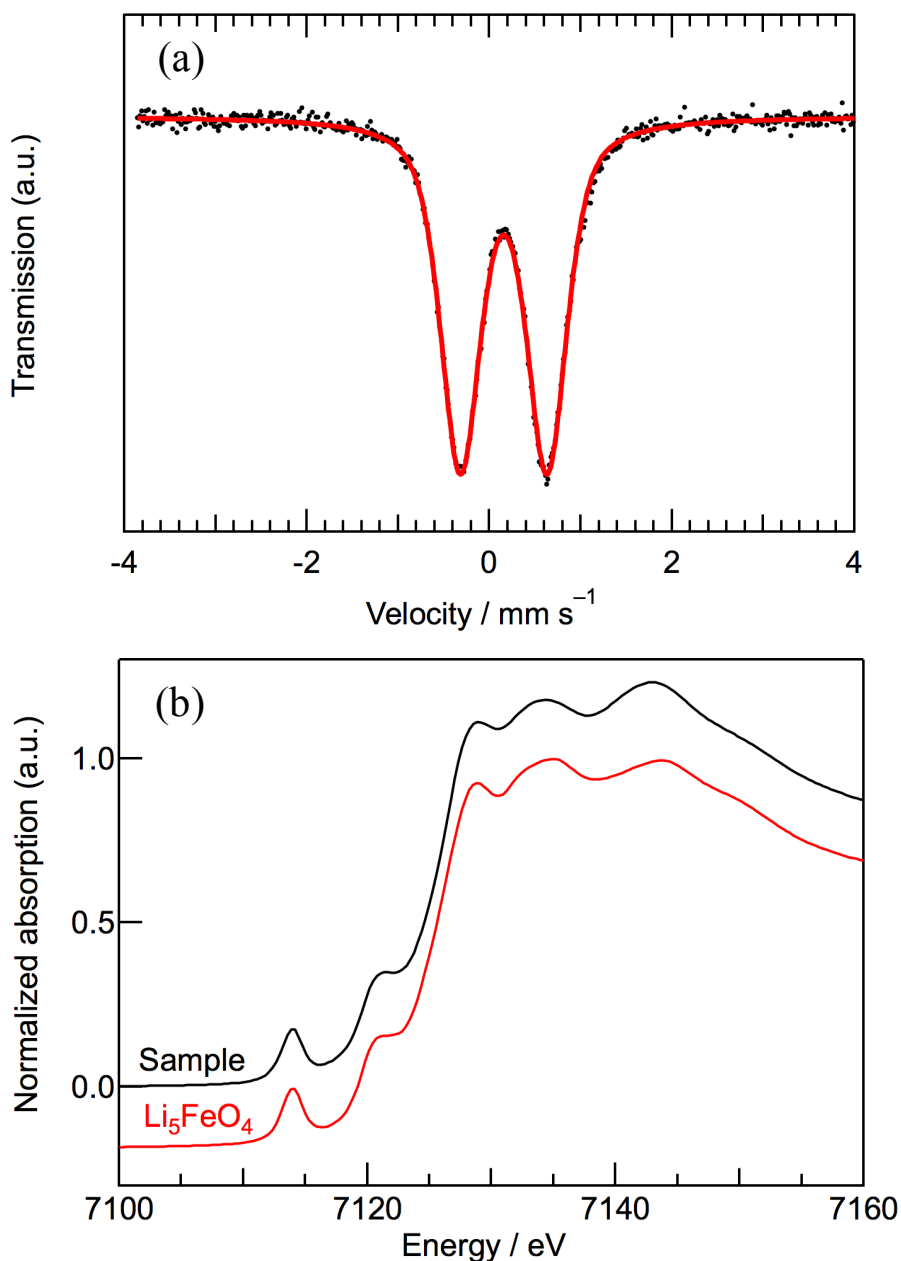 (a)
Transmission (a.u.)
-4 -2 0 2 4
Velocity / mm s⁻¹
(b)
Normalized absorption (a.u.)
1.0
0.5
0.0
Sample
Li₅FeO₄
7100 7120 7140 7160
Energy / eV